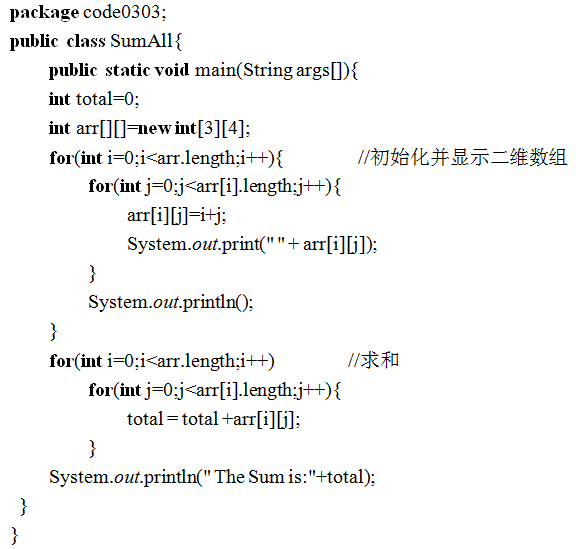 package code0303;
public class SumAll{
public static void main(String args[]){
int total=0;
int arr[][]=new int[3][4];
for(int i=0;i<arr.length;i++){ //初始化并显示二维数组
for(int j=0;j<arr[i].length;j++){
arr[i][j]=i+j;
System.out.print(" "+ arr[i][j]);
}
System.out.println();
}
for(int i=0;i<arr.length;i++) //求和
for(int j=0;j<arr[i].length;j++){
total = total +arr[i][j];
}
System.out.println(" The Sum is:"+total);
}
}